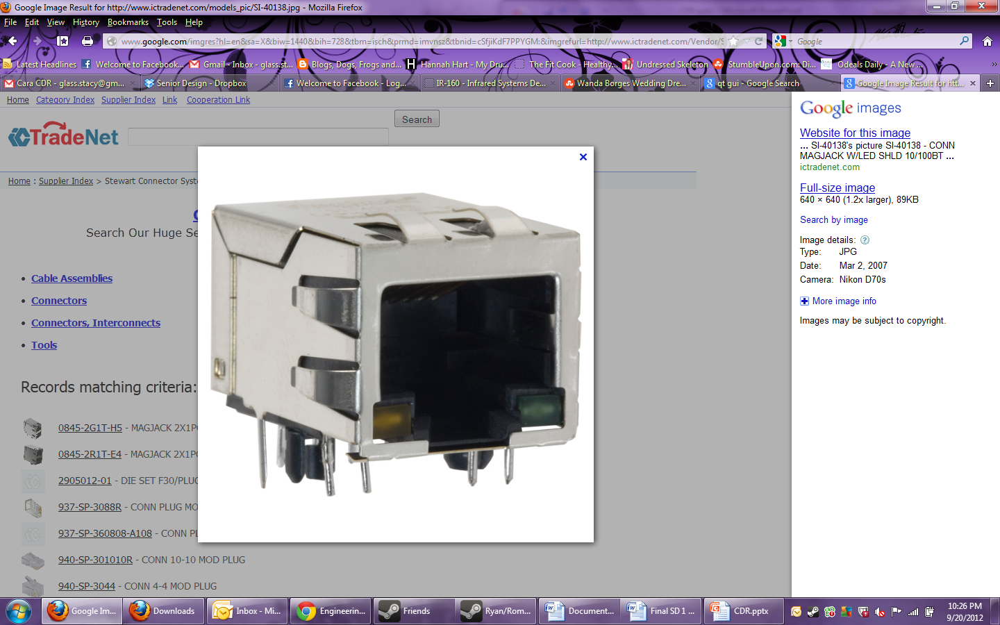 Google Image Result for http://www.ictradenet.com/models_pic/SI-40138.jpg - Mozilla Firefox
File Edit View History Bookmarks Tools Help
www.google.com/imgres?hl=en&sa=X&biw=1440&bih=728&tbm=isch&prmd=imvnsz&tbnid=cSfjiKdF7PPYGM:&imgrefurl=http://www.ictradenet.com/Vendor/S
Google
Latest Headlines Welcome to Facebook... Gmail - Inbox - glass.st... Blogs, Dogs, Frogs and... Hannah Hart - My Dru... The Fit Cook - Healthy... Undressed Skeleton StumbleUpon.com: Di... Odeals Daily - A New ... »
Cara CDR - glass.stacy@gm... Senior Design - Dropbox Welcome to Facebook - Log... IR-160 - Infrared Systems De... Wanda Borges Wedding Dre... qt gui - Google Search Google Image Result for htt...
Home Category Index Supplier Index Link Cooperation Link
TradeNet
Search
Home : Supplier Index > Stewart Connector Syste
Search Our Huge Se
• Cable Assemblies
• Connectors
• Connectors, Interconnects
• Tools
Records matching criteria:
0845-2G1T-H5 - MAGJACK 2X1PO
0845-2R1T-E4 - MAGJACK 2X1PO
2905012-01 - DIE SET F30/PLUG
937-SP-3088R - CONN PLUG MO
937-SP-360808-A108 - CONN PL
940-SP-301010R - CONN 10-10 MOD PLUG
940-SP-3044 - CONN 4-4 MOD PLUG
Google images
Website for this image
... SI-40138's picture SI-40138 - CONN
MAGJACK W/LED SHLD 10/100BT ...
ictradenet.com
Full-size image
640 × 640 (1.2x larger), 89KB
Search by image
Image details: ?
Type: JPG
Date: Mar 2, 2007
Camera: Nikon D70s
More image info
Images may be subject to copyright.
Google Im... Downloads Inbox - Mi... Engineerin... Friends Ryan/Rom... Document... Final SD 1 ... CDR.pptx
10:26 PM
9/20/2012